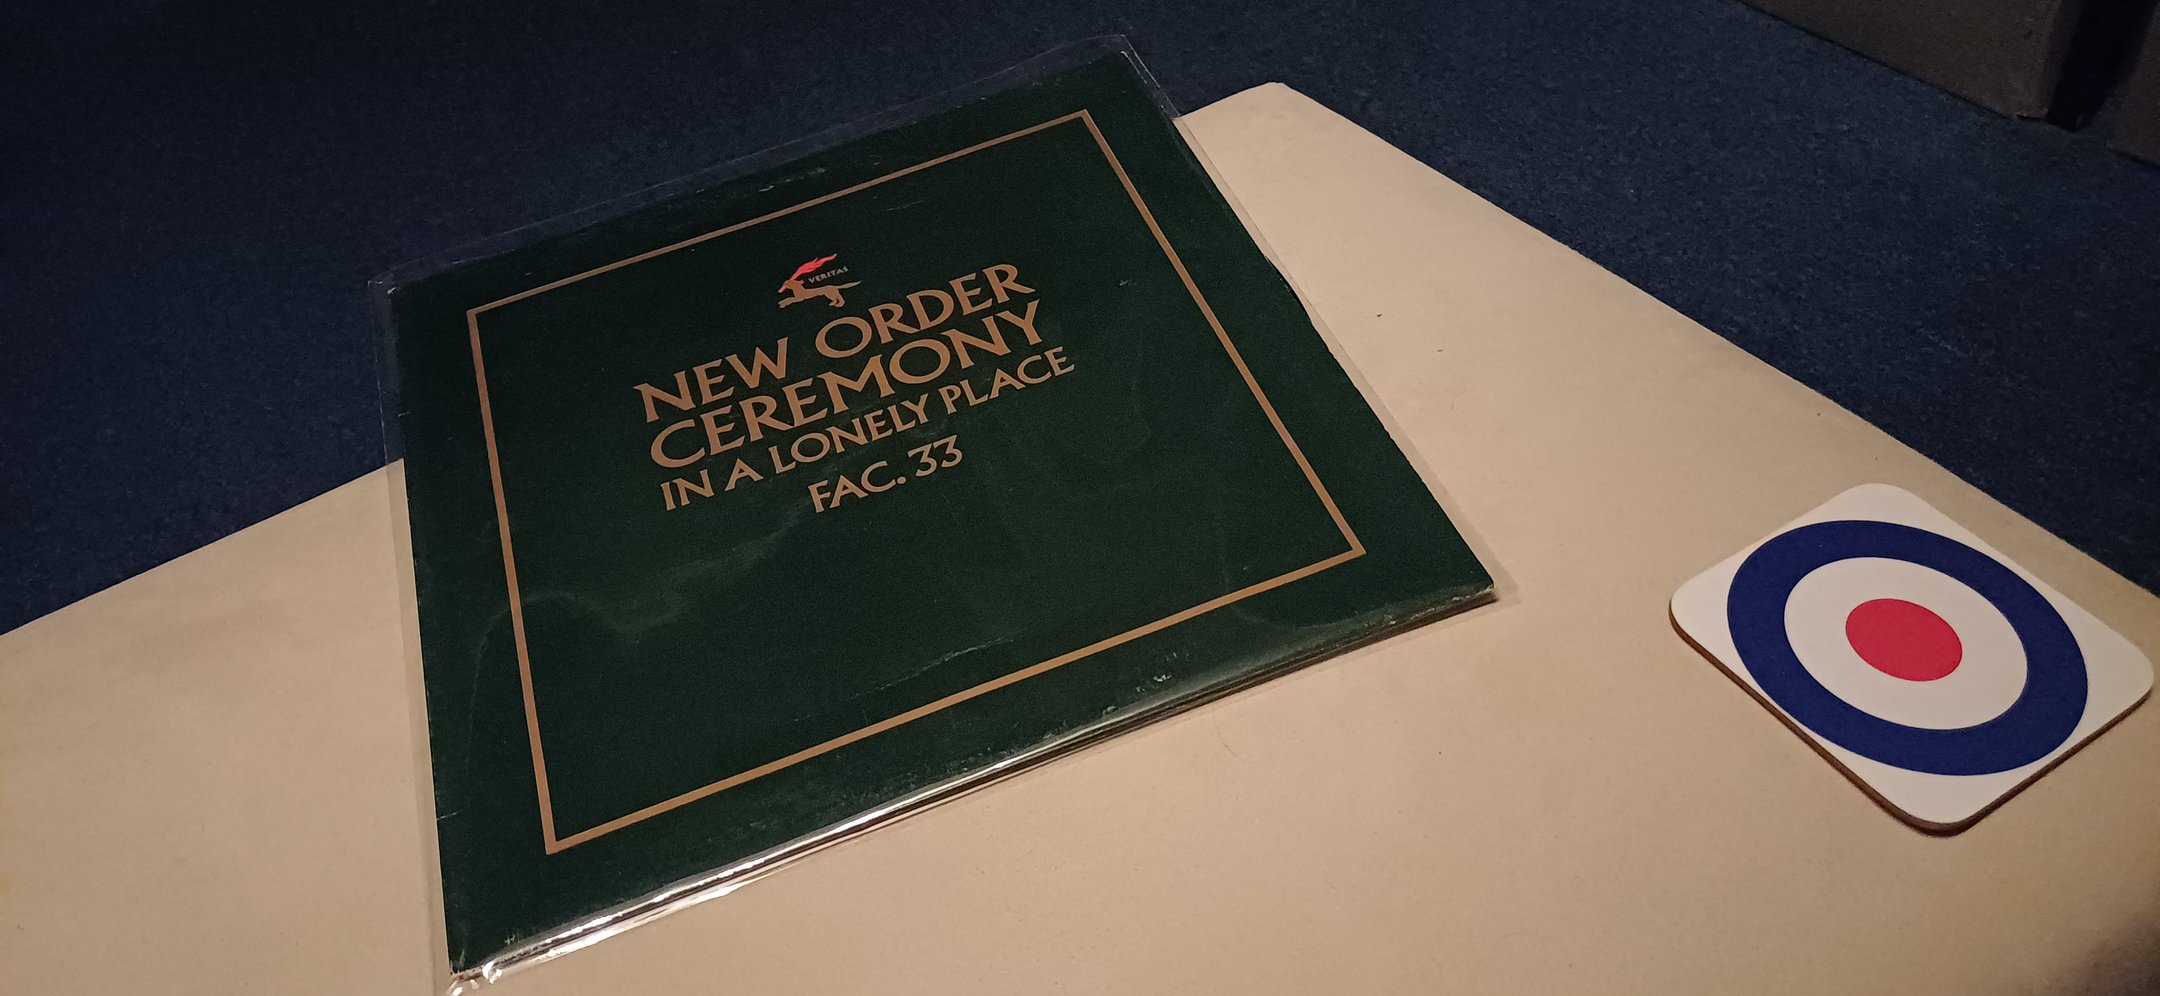 VERITAS
NEW ORDER
CEREMONY
IN A LONELY PLACE
FAC. 33